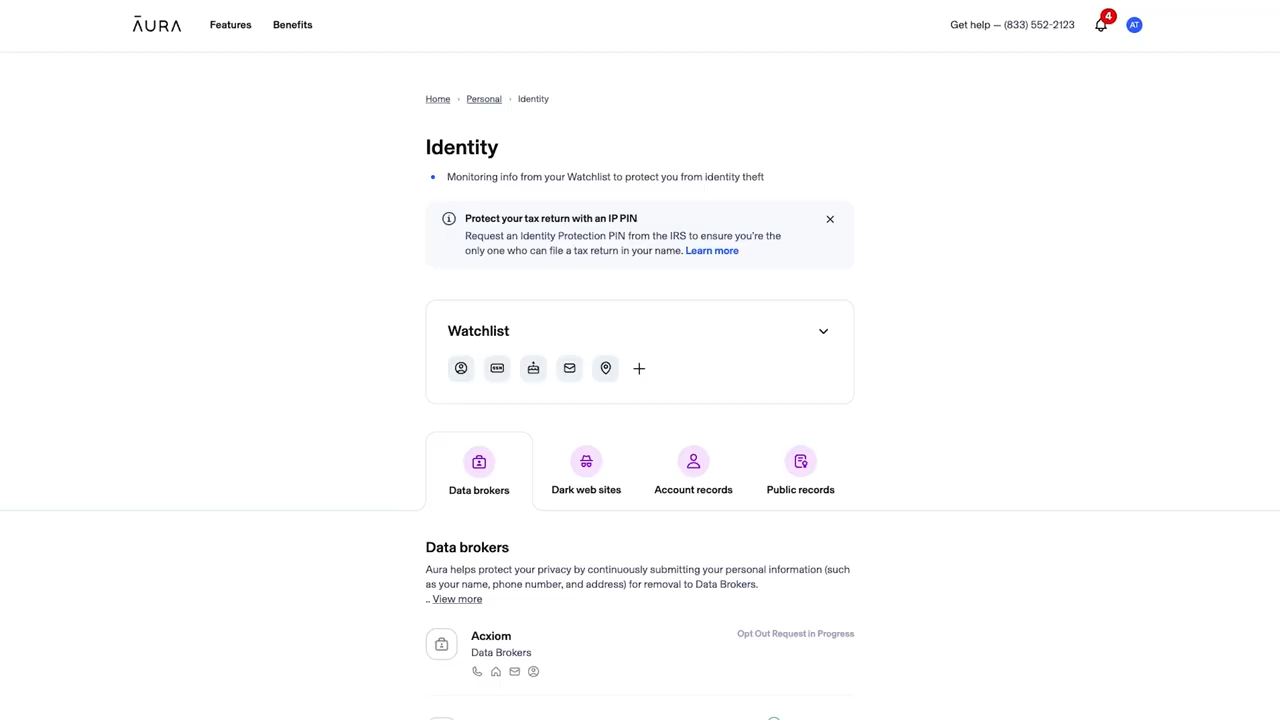 ĀURA
Features
Benefits
Get help — (833) 552-2123
4
AT
Home › Personal › Identity
Identity
• Monitoring info from your Watchlist to protect you from identity theft
Protect your tax return with an IP PIN
Request an Identity Protection PIN from the IRS to ensure you're the
only one who can file a tax return in your name. Learn more
Watchlist
SSN
Data brokers
Dark web sites
Account records
Public records
Data brokers
Aura helps protect your privacy by continuously submitting your personal information (such
as your name, phone number, and address) for removal to Data Brokers.
.. View more
Acxiom
Opt Out Request in Progress
Data Brokers